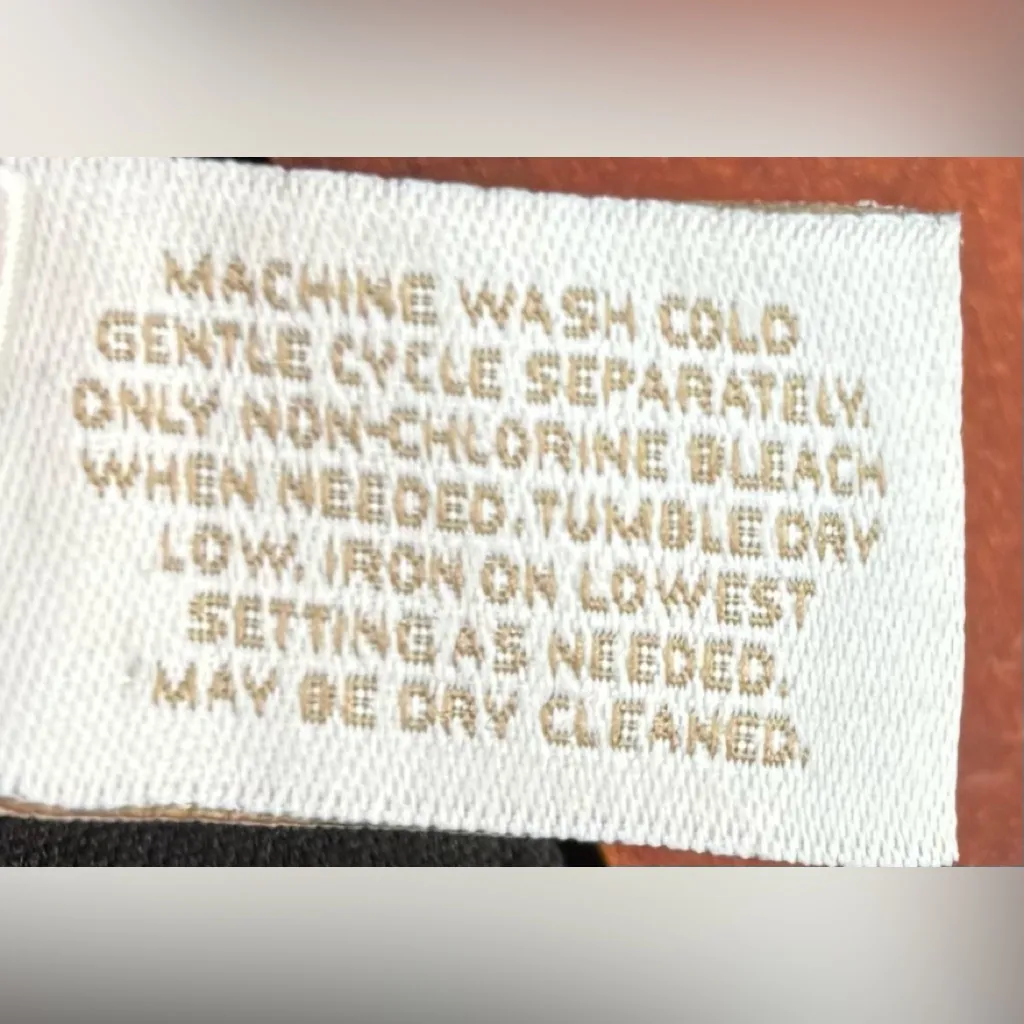 MACHINE WASH COLD
GENTLE CYCLE SEPARATELY.
ONLY NON-CHLORINE BLEACH
WHEN NEEDED. TUMBLE DRY
LOW. IRON ON LOWEST
SETTING AS NEEDED.
MAY BE DRY CLEANED.